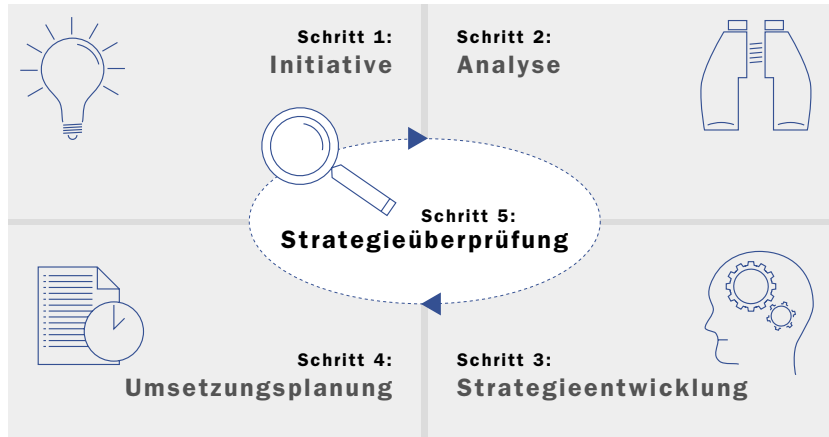 Schritt 1:
Initiative
Schritt 2:
Analyse
Schritt 5:
Strategieüberprüfung
Schritt 4:
Umsetzungsplanung
Schritt 3:
Strategieentwicklung